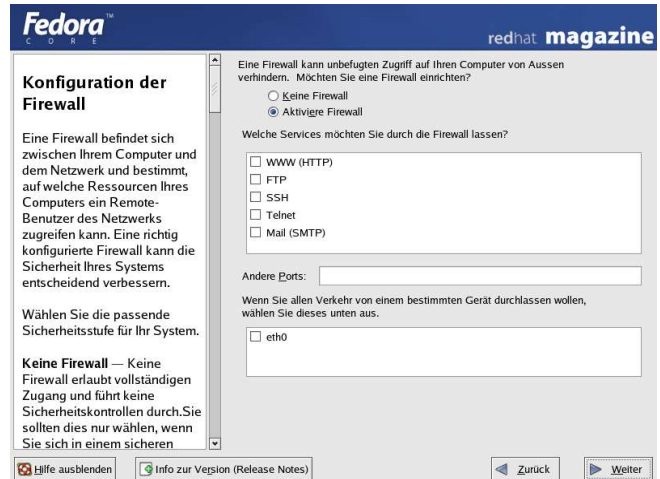 Fedora™
CORE
redhat magazine
Konfiguration der
Firewall
Eine Firewall befindet sich
zwischen Ihrem Computer und
dem Netzwerk und bestimmt,
auf welche Ressourcen Ihres
Computers ein Remote-
Benutzer des Netzwerks
zugreifen kann. Eine richtig
konfigurierte Firewall kann die
Sicherheit Ihres Systems
entscheidend verbessern.
Wählen Sie die passende
Sicherheitsstufe für Ihr System.
Keine Firewall — Keine
Firewall erlaubt vollständigen
Zugang und führt keine
Sicherheitskontrollen durch.Sie
sollten dies nur wählen, wenn
Sie sich in einem sicheren
Eine Firewall kann unbefugten Zugriff auf Ihren Computer von Aussen
verhindern. Möchten Sie eine Firewall einrichten?
Keine Firewall
Aktiviere Firewall
Welche Services möchten Sie durch die Firewall lassen?
WWW (HTTP)
FTP
SSH
Telnet
Mail (SMTP)
Andere Ports:
Wenn Sie allen Verkehr von einem bestimmten Gerät durchlassen wollen,
wählen Sie dieses unten aus.
eth0
Hilfe ausblenden
Info zur Version (Release Notes)
Zurück
Weiter